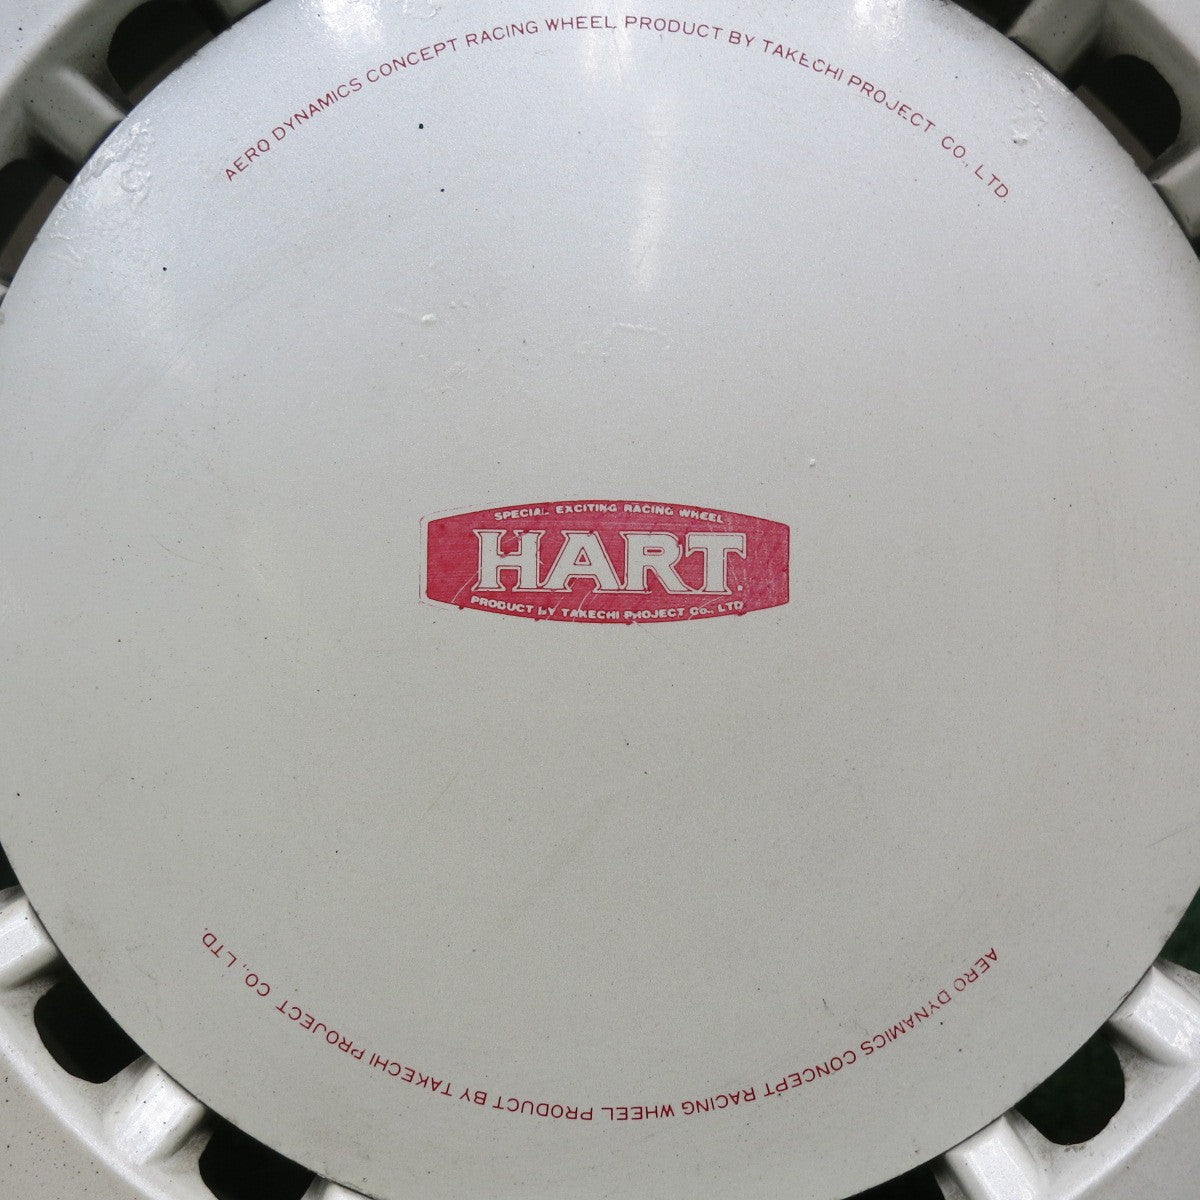 AERO DYNAMICS CONCEPT RACING WHEEL PRODUCT BY TAKECHI PROJECT CO., LTD.
SPECIAL EXCITING RACING WHEEL
HART.
PRODUCT BY TAKECHI PROJECT Co., LTD.
AERO DYNAMICS CONCEPT RACING WHEEL PRODUCT BY TAKECHI PROJECT CO., LTD.